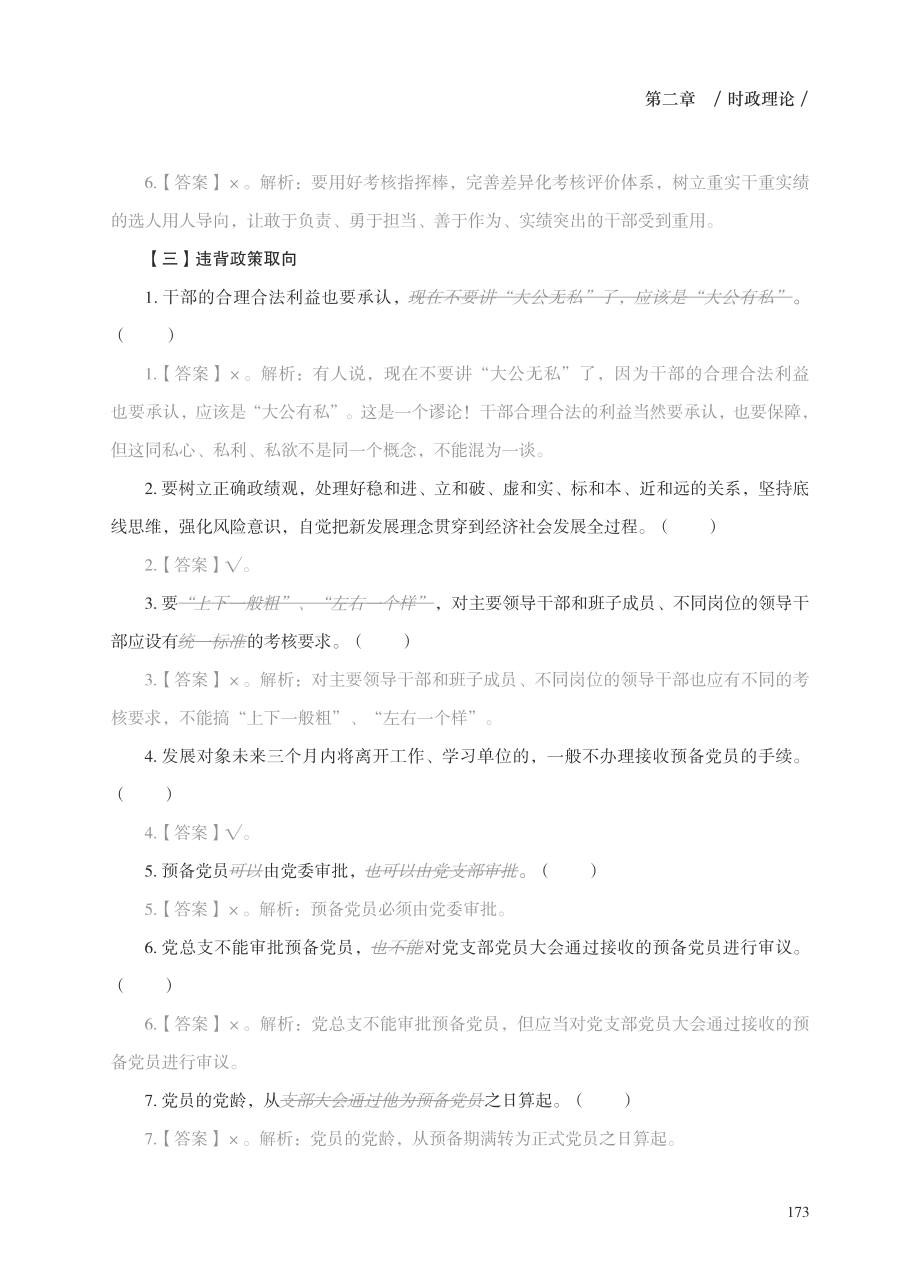 第二章 / 时政理论 /
6.【答案】×。解析：要用好考核指挥棒，完善差异化考核评价体系，树立重实干重实绩
的选人用人导向，让敢于负责、勇于担当、善于作为、实绩突出的干部受到重用。
【三】违背政策取向
1. 干部的合理合法利益也要承认，现在不要讲“大公无私”了，应该是“大公有私”。
（　　）
1.【答案】×。解析：有人说，现在不要讲“大公无私”了，因为干部的合理合法利益
也要承认，应该是“大公有私”。这是一个谬论！干部合理合法的利益当然要承认，也要保障，
但这同私心、私利、私欲不是同一个概念，不能混为一谈。
2. 要树立正确政绩观，处理好稳和进、立和破、虚和实、标和本、近和远的关系，坚持底
线思维，强化风险意识，自觉把新发展理念贯穿到经济社会发展全过程。（　　）
2.【答案】√。
3. 要“上下一般粗”、“左右一个样”，对主要领导干部和班子成员、不同岗位的领导干
部应设有统一标准的考核要求。（　　）
3.【答案】×。解析：对主要领导干部和班子成员、不同岗位的领导干部也应有不同的考
核要求，不能搞“上下一般粗”、“左右一个样”。
4. 发展对象未来三个月内将离开工作、学习单位的，一般不办理接收预备党员的手续。
（　　）
4.【答案】√。
5. 预备党员可以由党委审批，也可以由党支部审批。（　　）
5.【答案】×。解析：预备党员必须由党委审批。
6. 党总支不能审批预备党员，也不能对党支部党员大会通过接收的预备党员进行审议。
（　　）
6.【答案】×。解析：党总支不能审批预备党员，但应当对党支部党员大会通过接收的预
备党员进行审议。
7. 党员的党龄，从支部大会通过他为预备党员之日算起。（　　）
7.【答案】×。解析：党员的党龄，从预备期满转为正式党员之日算起。
173